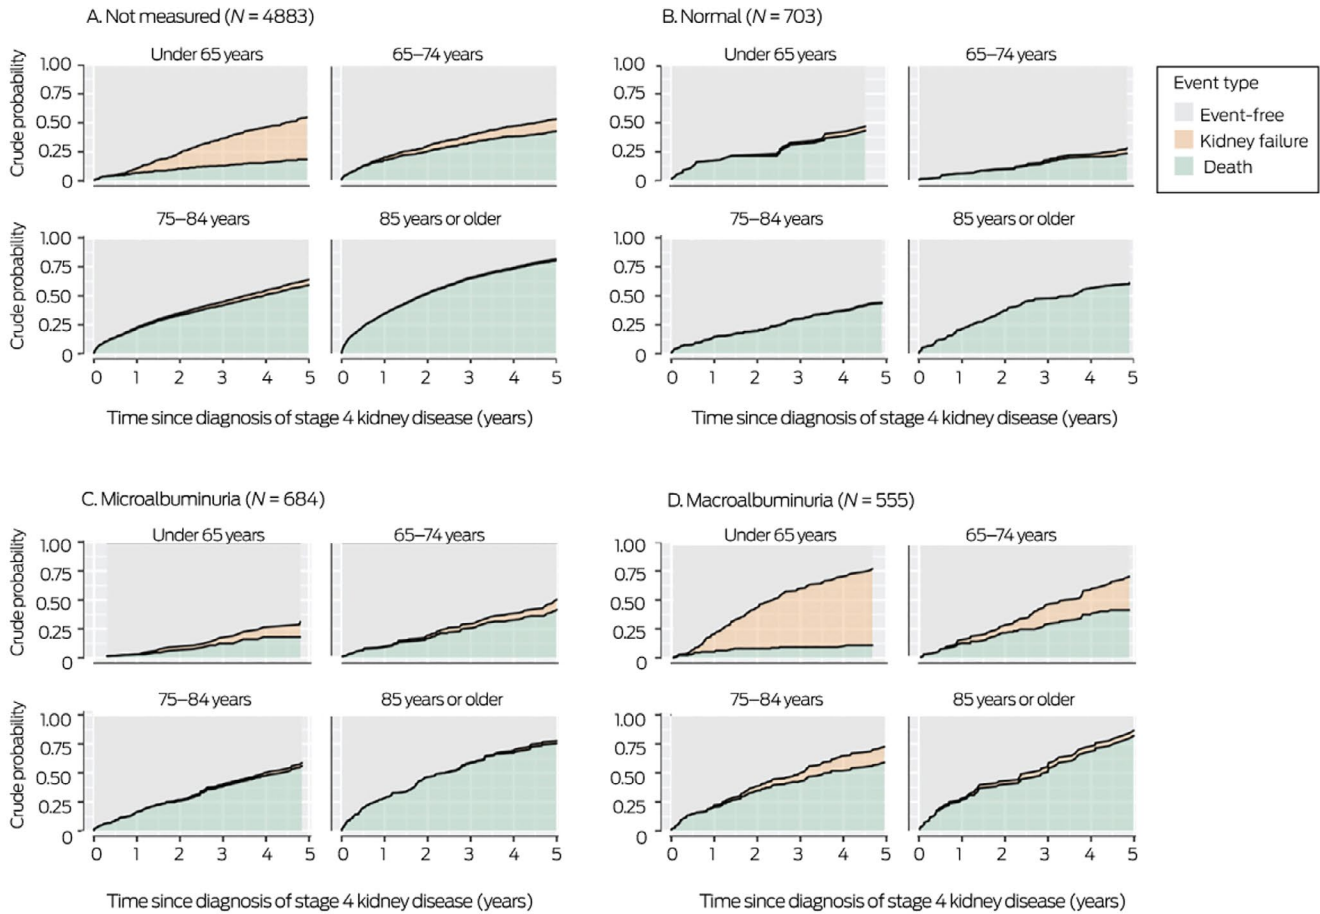 A. Not measured (N = 4883)
Under 65 years
65–74 years
Crude probability
1.00
0.75
0.50
0.25
0
75–84 years
85 years or older
Crude probability
1.00
0.75
0.50
0.25
0
0 1 2 3 4 5
0 1 2 3 4 5
Time since diagnosis of stage 4 kidney disease (years)
B. Normal (N = 703)
Under 65 years
65–74 years
1.00
0.75
0.50
0.25
0
75–84 years
85 years or older
1.00
0.75
0.50
0.25
0
0 1 2 3 4 5
0 1 2 3 4 5
Time since diagnosis of stage 4 kidney disease (years)
Event type
Event-free
Kidney failure
Death
C. Microalbuminuria (N = 684)
Under 65 years
65–74 years
Crude probability
1.00
0.75
0.50
0.25
0
75–84 years
85 years or older
Crude probability
1.00
0.75
0.50
0.25
0
0 1 2 3 4 5
0 1 2 3 4 5
Time since diagnosis of stage 4 kidney disease (years)
D. Macroalbuminuria (N = 555)
Under 65 years
65–74 years
1.00
0.75
0.50
0.25
0
75–84 years
85 years or older
1.00
0.75
0.50
0.25
0
0 1 2 3 4 5
0 1 2 3 4 5
Time since diagnosis of stage 4 kidney disease (years)